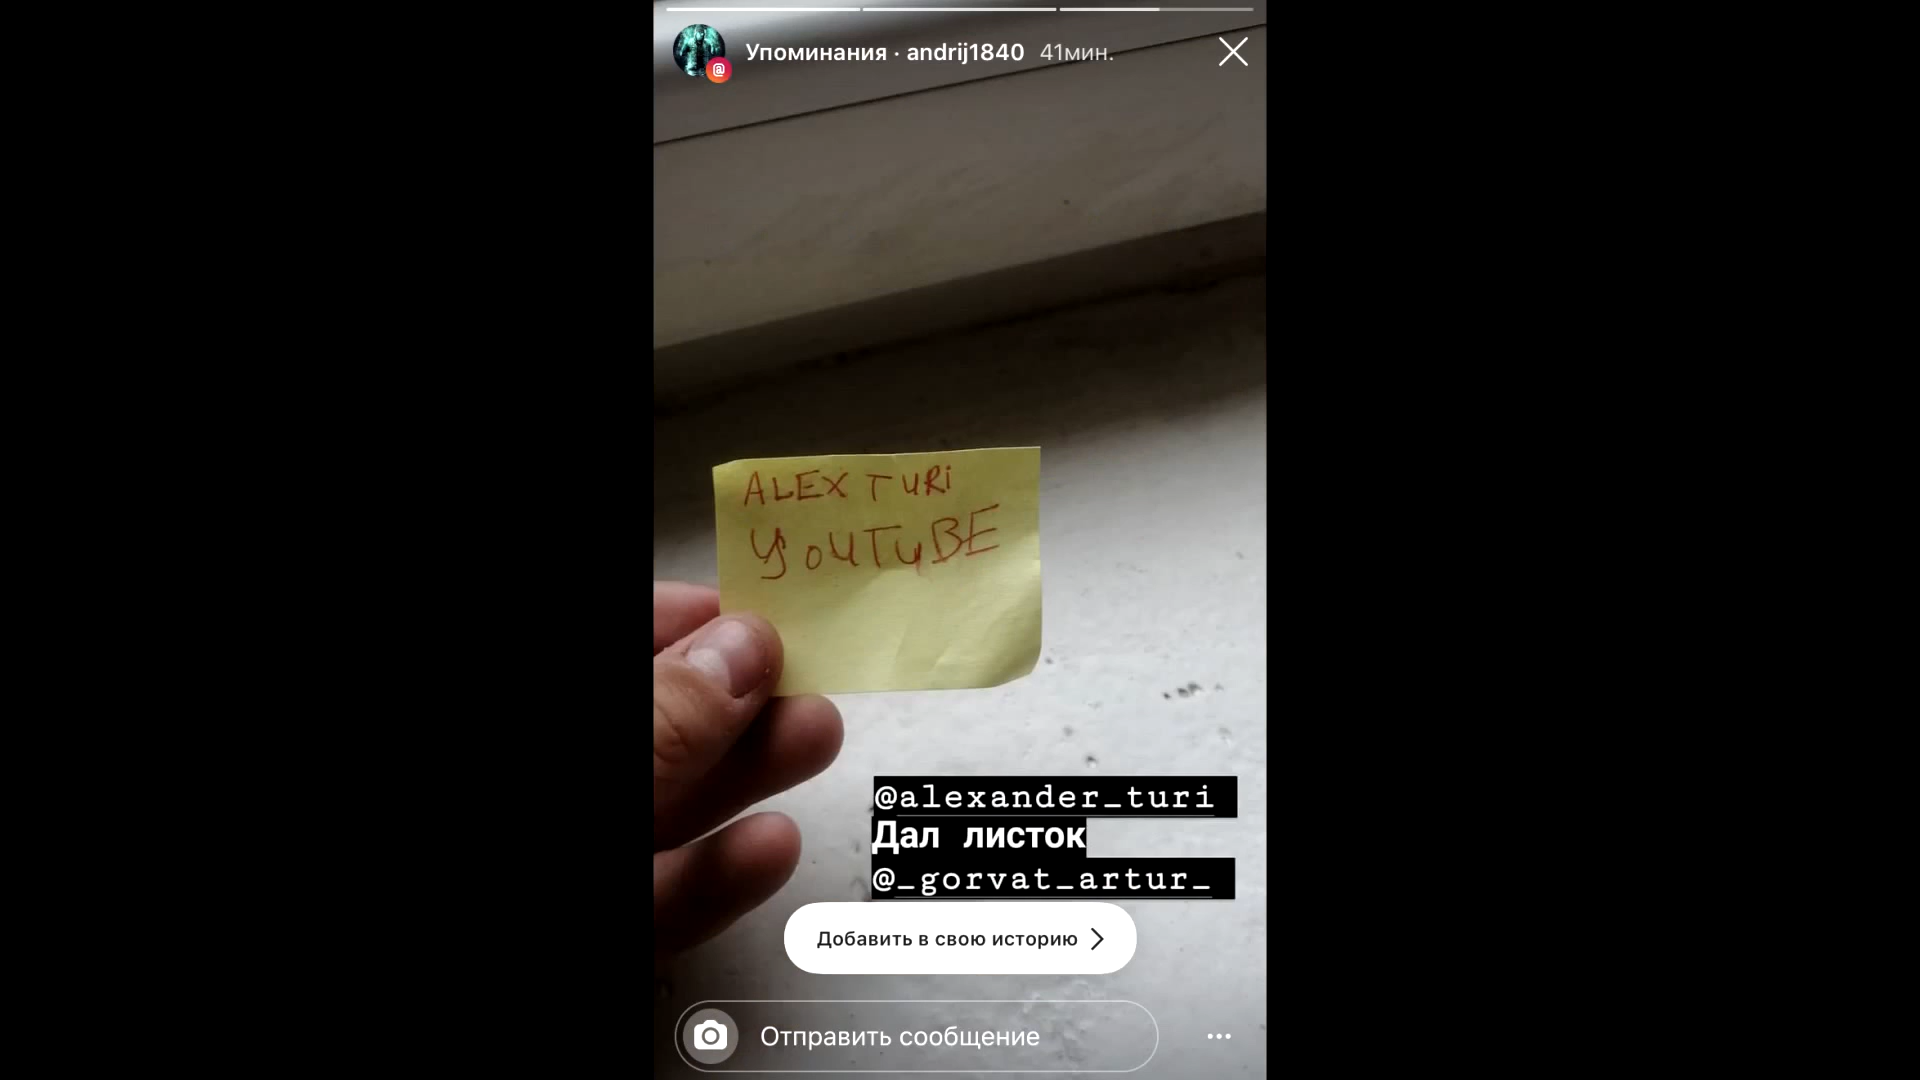 Упоминания · andrij1840 41мин.
ALEX TURI
YOUTUBE
@alexander_turi
Дал листок
@_gorvat_artur_
Добавить в свою историю
Отправить сообщение